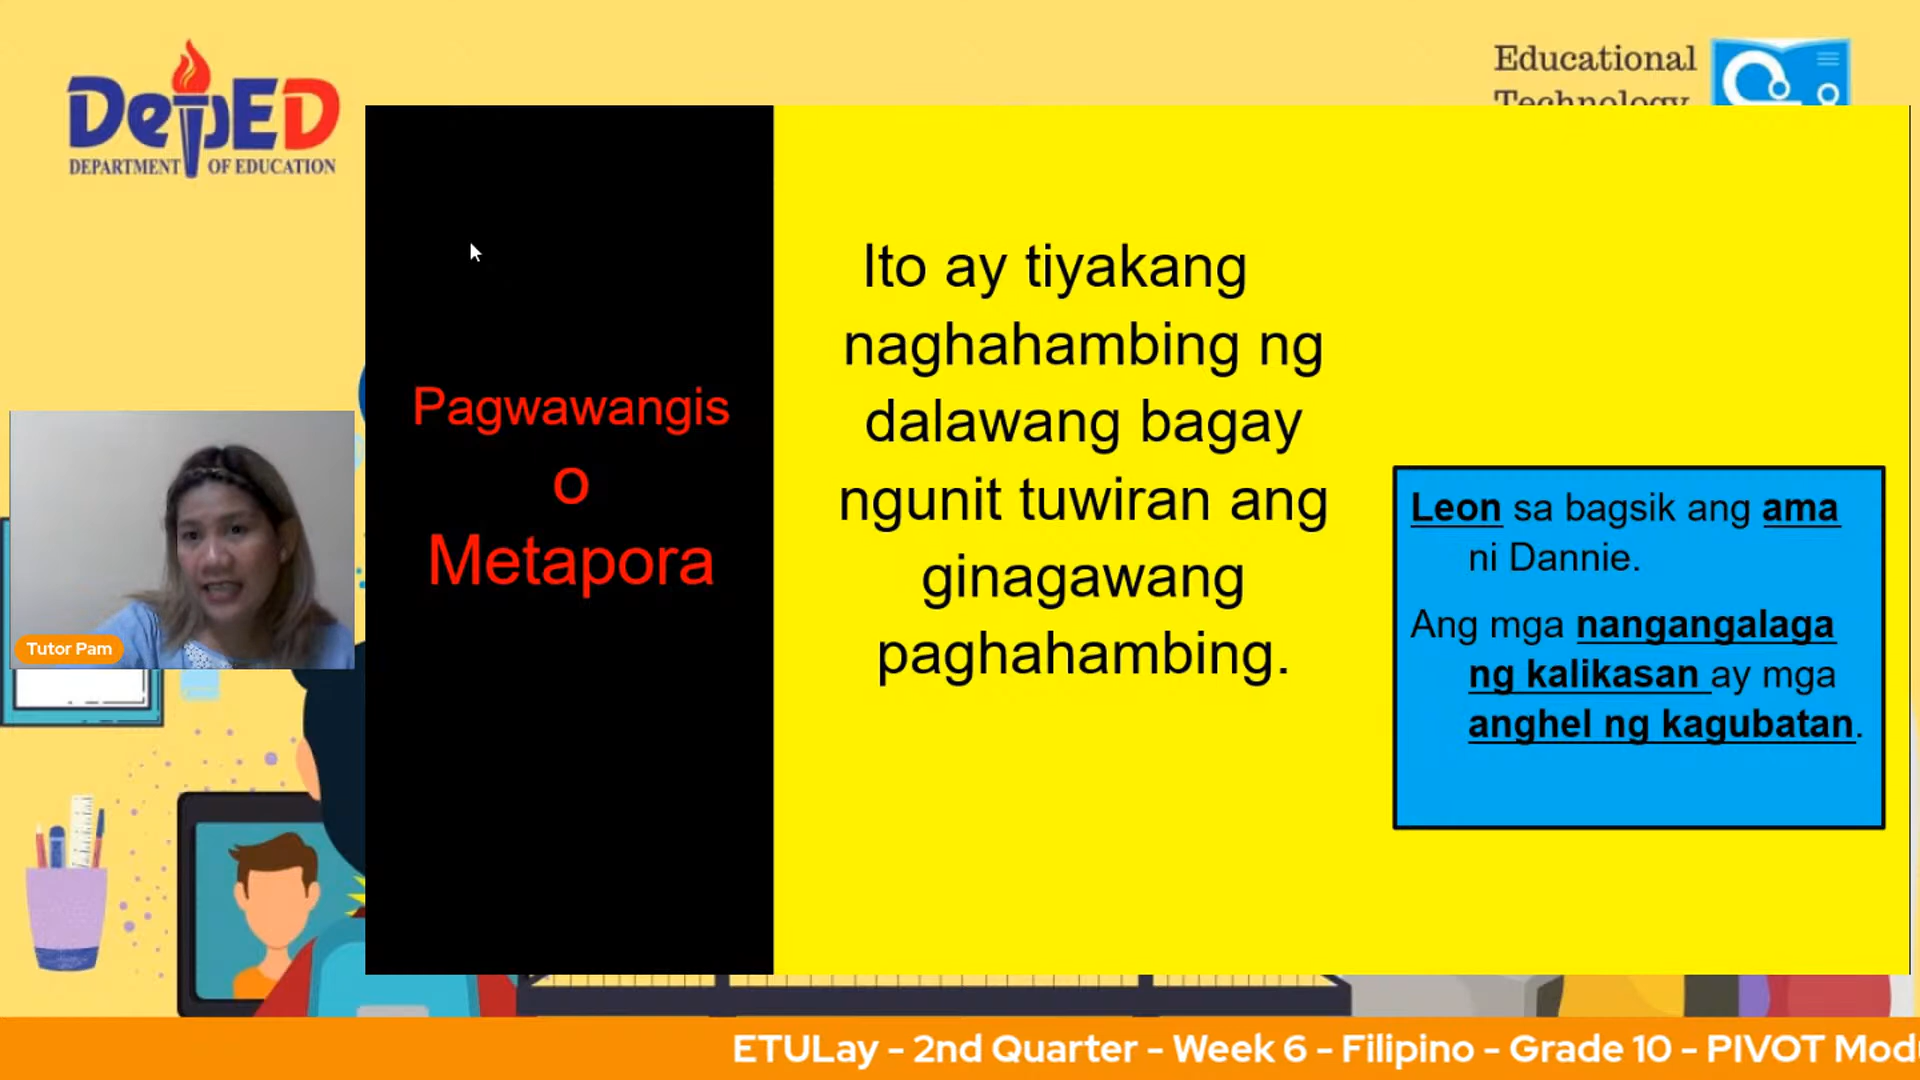 DepED
DEPARTMENT OF EDUCATION
Educational
Technology
Pagwawangis
o
Metapora
Ito ay tiyakang
naghahambing ng
dalawang bagay
ngunit tuwiran ang
ginagawang
paghahambing.
Leon sa bagsik ang ama
ni Dannie.
Ang mga nangangalaga
ng kalikasan ay mga
anghel ng kagubatan.
Tutor Pam
ETULay - 2nd Quarter - Week 6 - Filipino - Grade 10 - PIVOT Mod